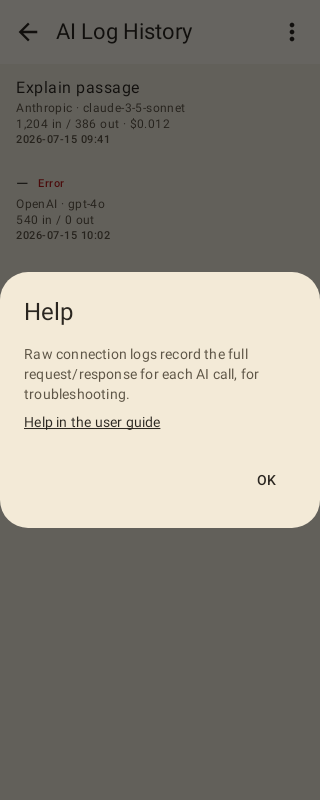 AI Log History
Explain passage
Anthropic · claude-3-5-sonnet
1,204 in / 386 out · $0.012
2026-07-15 09:41
— Error
OpenAI · gpt-4o
540 in / 0 out
2026-07-15 10:02
Help
Raw connection logs record the full
request/response for each AI call, for
troubleshooting.
Help in the user guide
OK